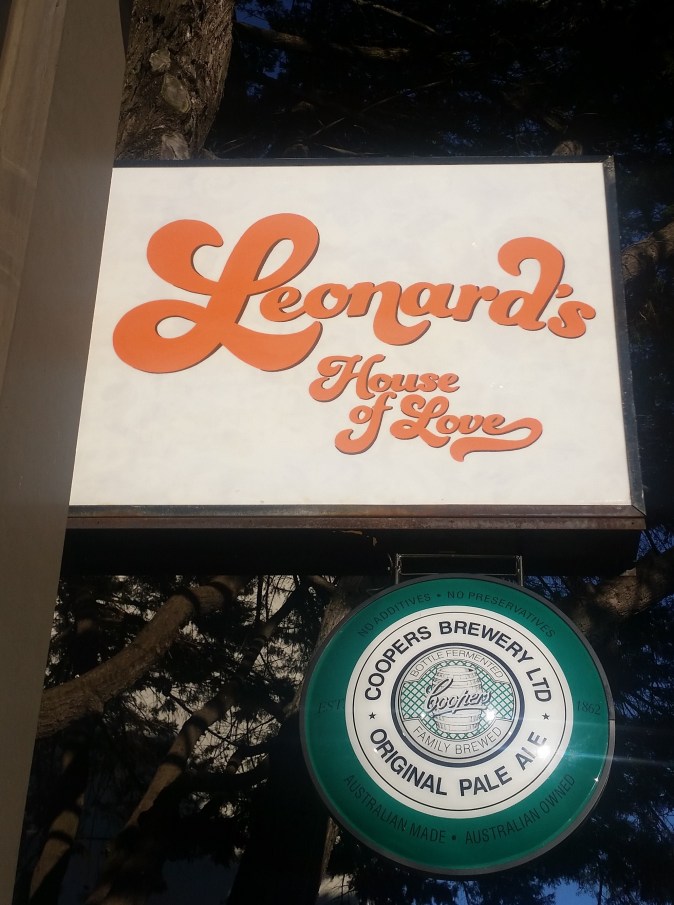 Leonard's
House
of Love
NO ADDITIVES • NO PRESERVATIVES
COOPERS BREWERY LTD
BOTTLE FERMENTED
Coopers
FAMILY BREWED
ORIGINAL PALE ALE
EST 1862
AUSTRALIAN MADE • AUSTRALIAN OWNED